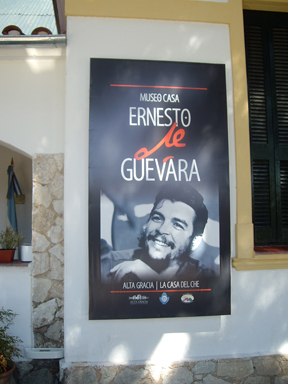 MUSEO CASA
ERNESTO
che
GUEVARA
ALTA GRACIA | LA CASA DEL CHE